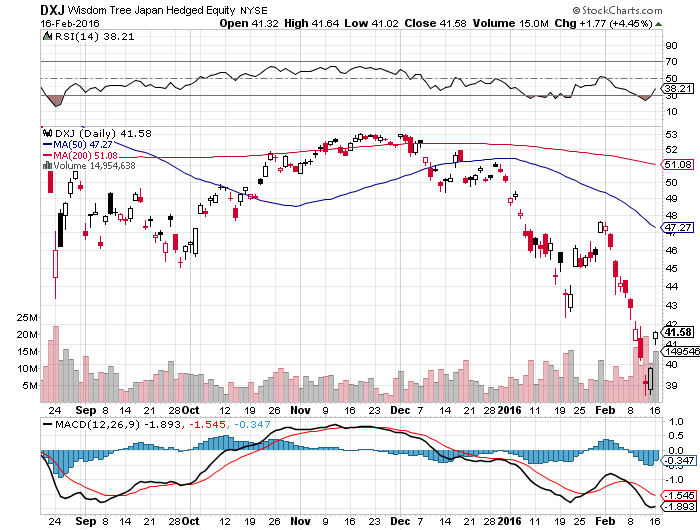 DXJ Wisdom Tree Japan Hedged Equity NYSE © StockCharts.com
16-Feb-2016 Open 41.32 High 41.64 Low 41.02 Close 41.58 Volume 15.0M Chg +1.77 (+4.45%)
RSI(14) 38.21
90
70
50
38.21
30
10
DXJ (Daily) 41.58
MA(50) 47.27
MA(200) 51.08
Volume 14,954,638
53
52
51.08
50
49
48
47.27
46
45
44
43
42
41.58
41
149546
40
39
25M
20M
15M
10M
5M
24 Sep 8 14 21 28 Oct 12 19 26 Nov 9 16 23 Dec 7 14 21 28 2016 11 19 25 Feb 8 16
MACD(12,26,9) -1.893, -1.545, -0.347
1.0
0.5
0.0
-0.347
-0.5
-1.545
-1.893
24 Sep 8 14 21 28 Oct 12 19 26 Nov 9 16 23 Dec 7 14 21 28 2016 11 19 25 Feb 8 16